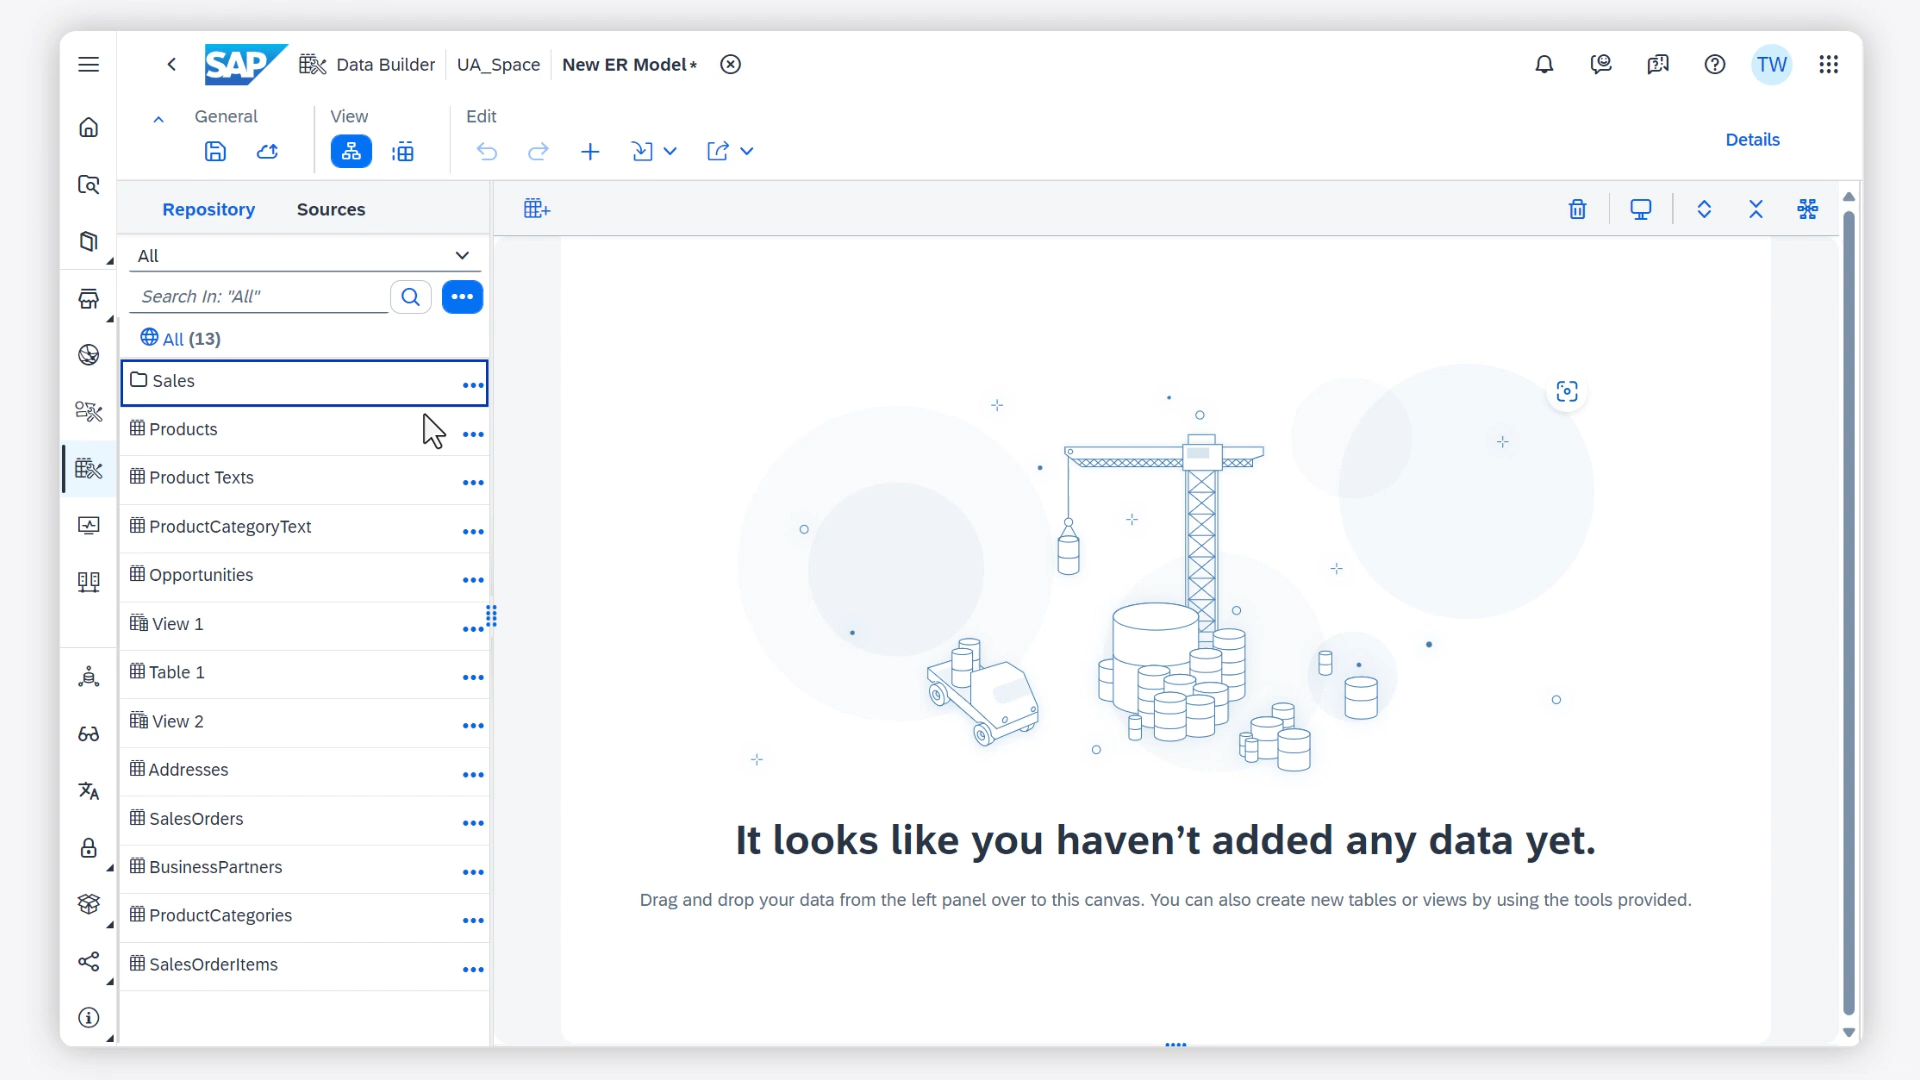 SAP Data Builder UA_Space New ER Model*
TW
General View Edit
Details
Repository Sources
All
Search In: "All"
All (13)
Sales
Products
Product Texts
ProductCategoryText
Opportunities
View 1
Table 1
View 2
Addresses
SalesOrders
BusinessPartners
ProductCategories
SalesOrderItems
It looks like you haven't added any data yet.
Drag and drop your data from the left panel over to this canvas. You can also create new tables or views by using the tools provided.